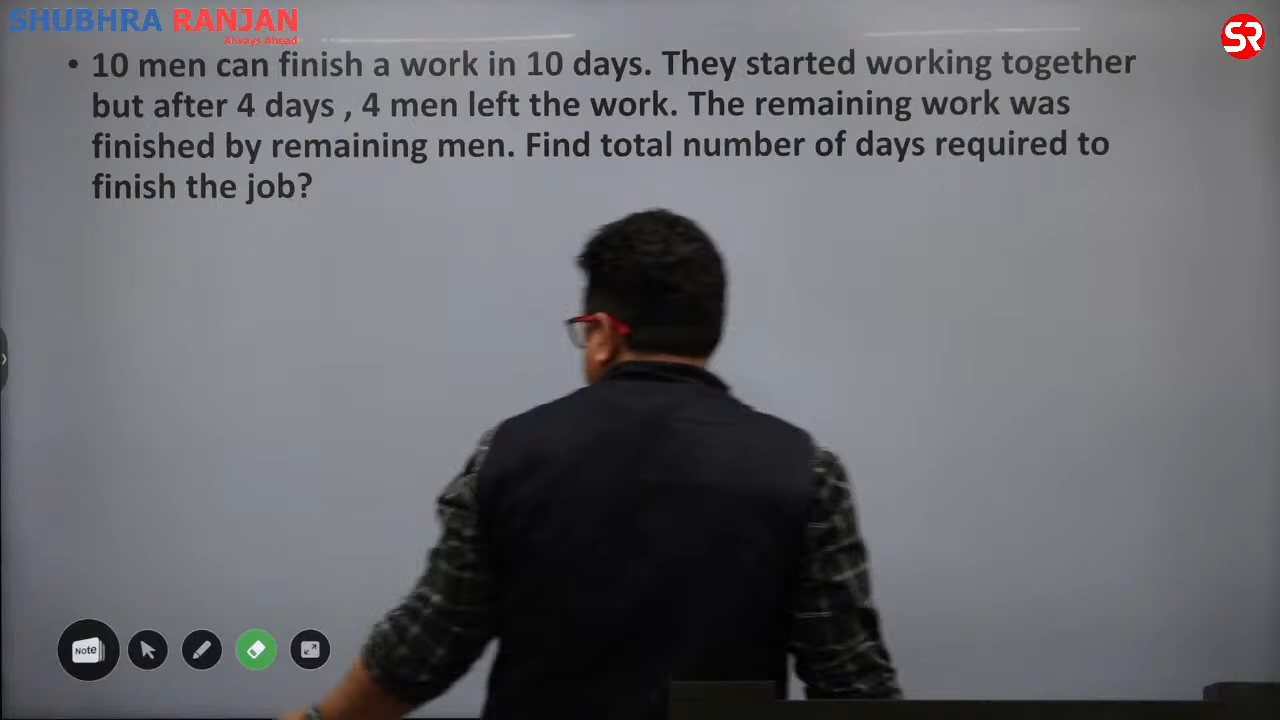 SHUBHRA RANJAN
Always Ahead
SR
• 10 men can finish a work in 10 days. They started working together
but after 4 days , 4 men left the work. The remaining work was
finished by remaining men. Find total number of days required to
finish the job?
Note